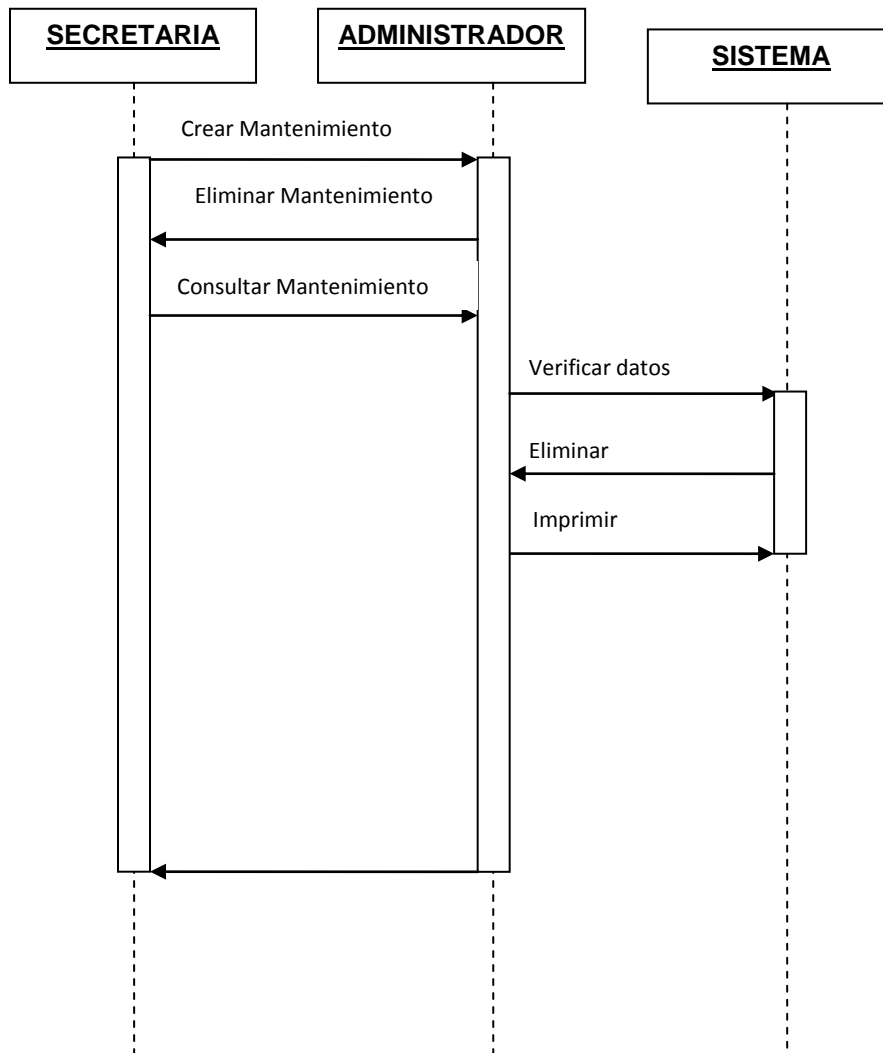 SECRETARIA
ADMINISTRADOR
SISTEMA
Crear Mantenimiento
Eliminar Mantenimiento
Consultar Mantenimiento
Verificar datos
Eliminar
Imprimir